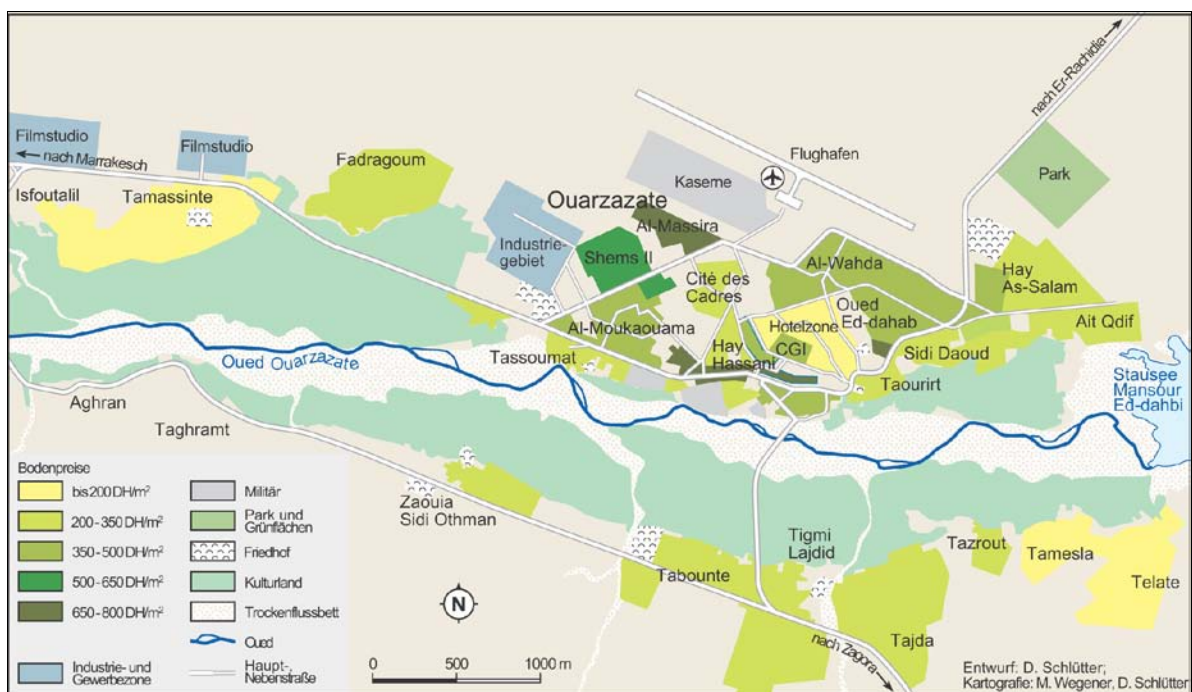 nach Er-Rachidia
Filmstudio
Filmstudio
nach Marrakesch
Fadragoum
Flughafen
Park
Isfoutalil
Tamassinte
Kaserne
Ouarzazate
Al-Massira
Industrie-
gebiet
Shems II
Al-Wahda
Cité des
Cadres
Hay
As-Salam
Oued
Ed-dahab
Hotelzone
Al-Moukaouama
CGI
Ait Qdif
Hay
Hassani
Sidi Daoud
Tassoumat
Oued Ouarzazate
Taourirt
Stausee
Mansour
Ed-dahbi
Aghran
Taghramt
Zaouia
Sidi Othman
Tigmi
Lajdid
Tazrout
Tamesla
Tabounte
Telate
Tajda
nach Zagora
Bodenpreise
bis 200 DH/m²
200 - 350 DH/m²
350 - 500 DH/m²
500 - 650 DH/m²
650 - 800 DH/m²
Industrie- und
Gewerbezone
Militär
Park und
Grünflächen
Friedhof
Kulturland
Trockenflussbett
Oued
Haupt-,
Nebenstraße
N
0 500 1000 m
Entwurf: D. Schlütter;
Kartografie: M. Wegener, D. Schlütter